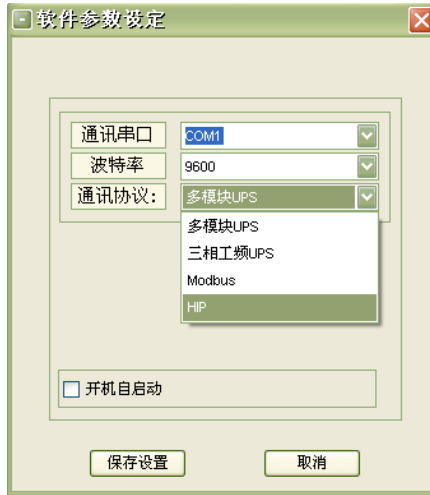 软件参数设定
通讯串口 COM1
波特率 9600
通讯协议: 多模块UPS
多模块UPS
三相工频UPS
Modbus
HIP
开机自启动
保存设置 取消